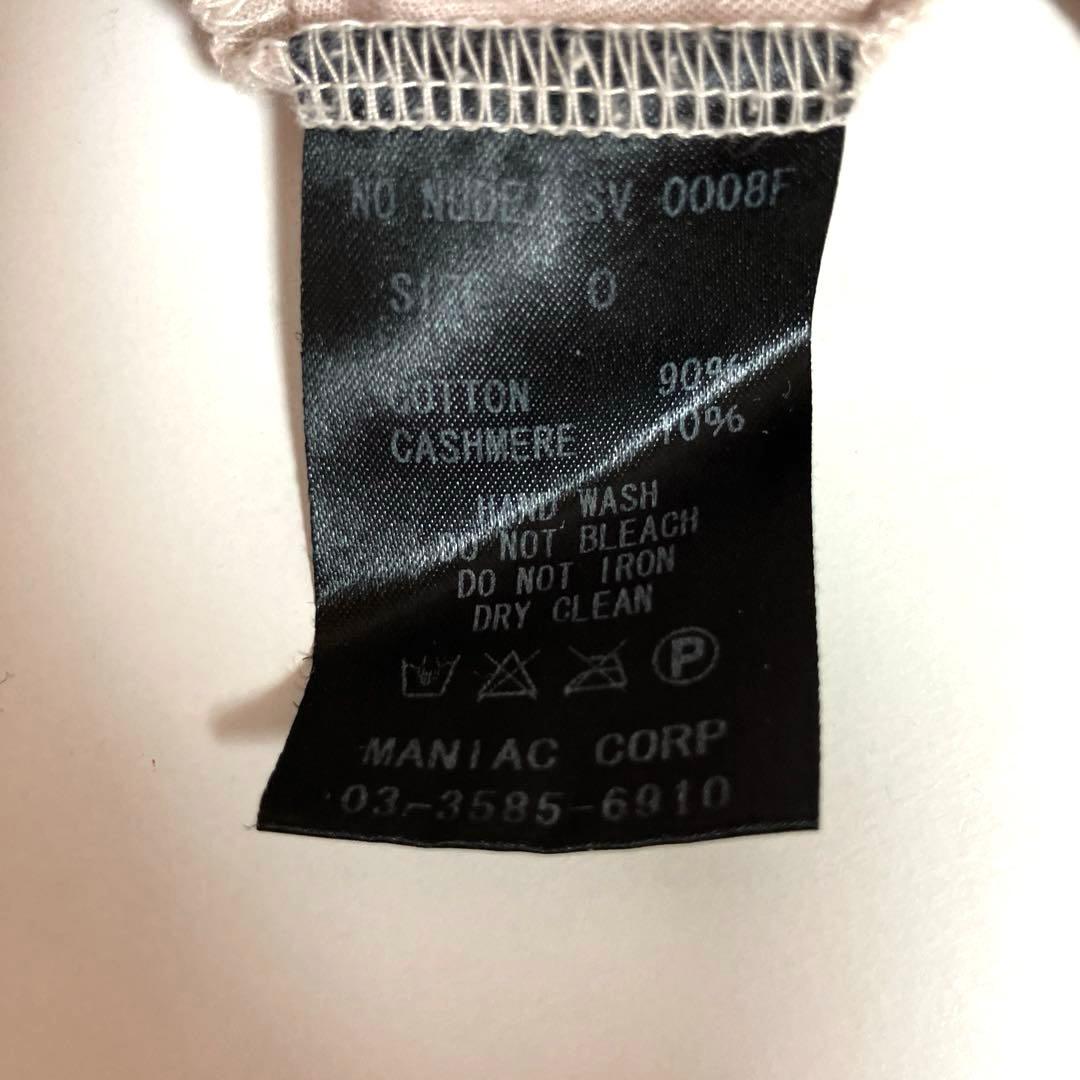 NO NUDE. LSV 0008F
SIZE 0
COTTON 90%
CASHMERE 10%
HAND WASH
DO NOT BLEACH
DO NOT IRON
DRY CLEAN
P
MANIAC CORP
03-3585-6910